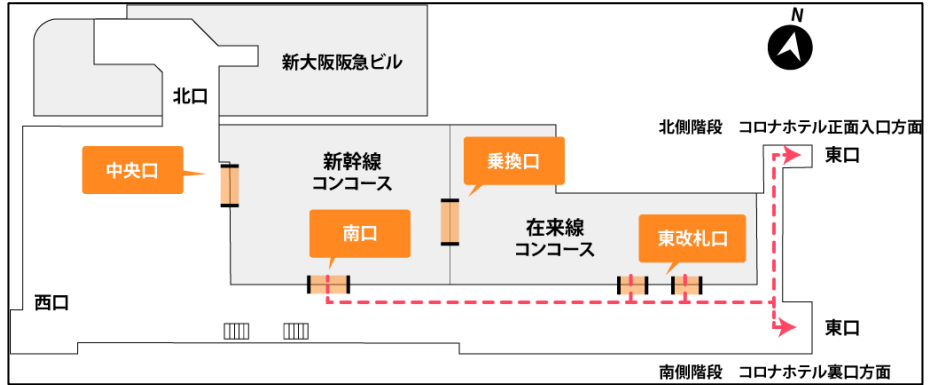 N
新大阪阪急ビル
北口
北側階段　コロナホテル正面入口方面
東口
中央口
新幹線
コンコース
乗換口
南口
在来線
コンコース
東改札口
西口
東口
南側階段　コロナホテル裏口方面